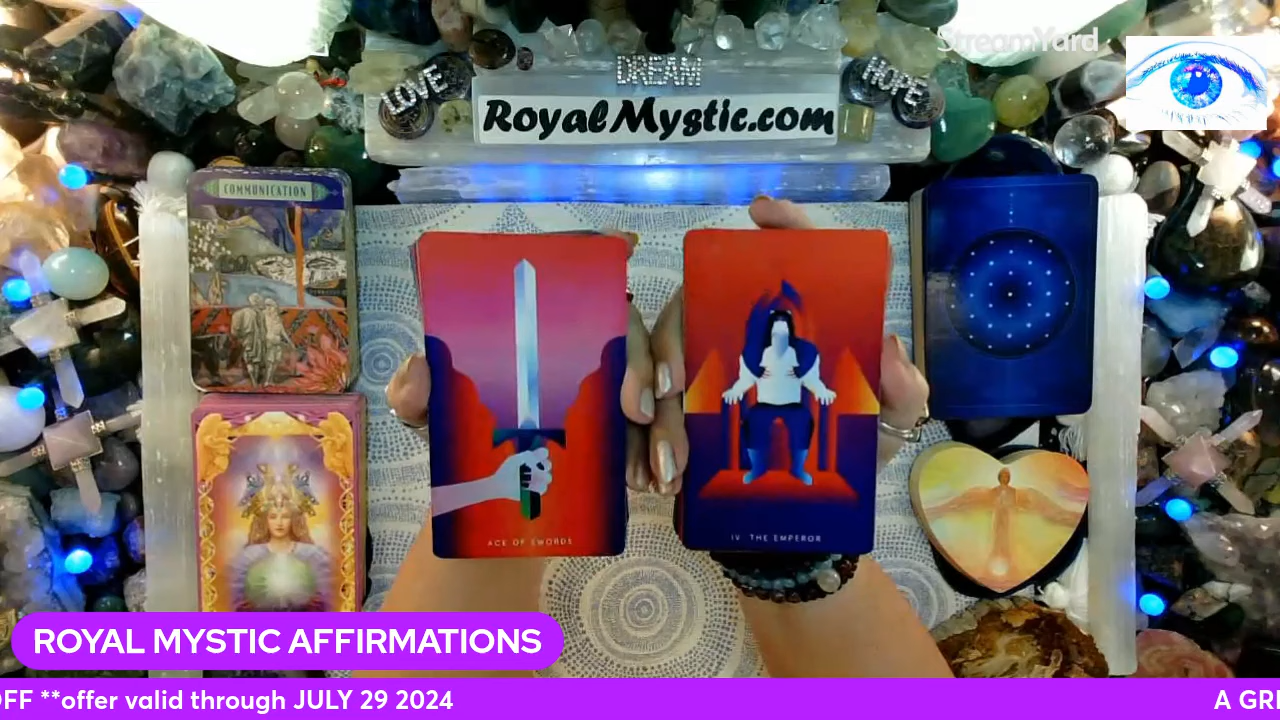 StreamYard
LOVE
DREAM
HOPE
RoyalMystic.com
COMMUNICATION
ACE OF SWORDS
IV THE EMPEROR
ROYAL MYSTIC AFFIRMATIONS
OFF **offer valid through JULY 29 2024
A GRE